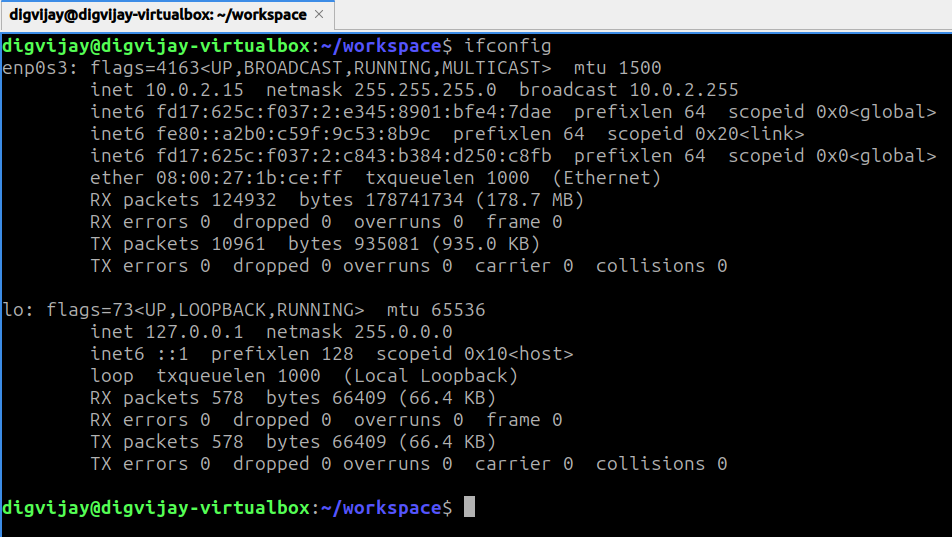 digvijay@digvijay-virtualbox: ~/workspace ×
digvijay@digvijay-virtualbox:~/workspace$ ifconfig
enp0s3: flags=4163<UP,BROADCAST,RUNNING,MULTICAST>  mtu 1500
        inet 10.0.2.15  netmask 255.255.255.0  broadcast 10.0.2.255
        inet6 fd17:625c:f037:2:e345:8901:bfe4:7dae  prefixlen 64  scopeid 0x0<global>
        inet6 fe80::a2b0:c59f:9c53:8b9c  prefixlen 64  scopeid 0x20<link>
        inet6 fd17:625c:f037:2:c843:b384:d250:c8fb  prefixlen 64  scopeid 0x0<global>
        ether 08:00:27:1b:ce:ff  txqueuelen 1000  (Ethernet)
        RX packets 124932  bytes 178741734 (178.7 MB)
        RX errors 0  dropped 0  overruns 0  frame 0
        TX packets 10961  bytes 935081 (935.0 KB)
        TX errors 0  dropped 0 overruns 0  carrier 0  collisions 0

lo: flags=73<UP,LOOPBACK,RUNNING>  mtu 65536
        inet 127.0.0.1  netmask 255.0.0.0
        inet6 ::1  prefixlen 128  scopeid 0x10<host>
        loop  txqueuelen 1000  (Local Loopback)
        RX packets 578  bytes 66409 (66.4 KB)
        RX errors 0  dropped 0  overruns 0  frame 0
        TX packets 578  bytes 66409 (66.4 KB)
        TX errors 0  dropped 0 overruns 0  carrier 0  collisions 0

digvijay@digvijay-virtualbox:~/workspace$